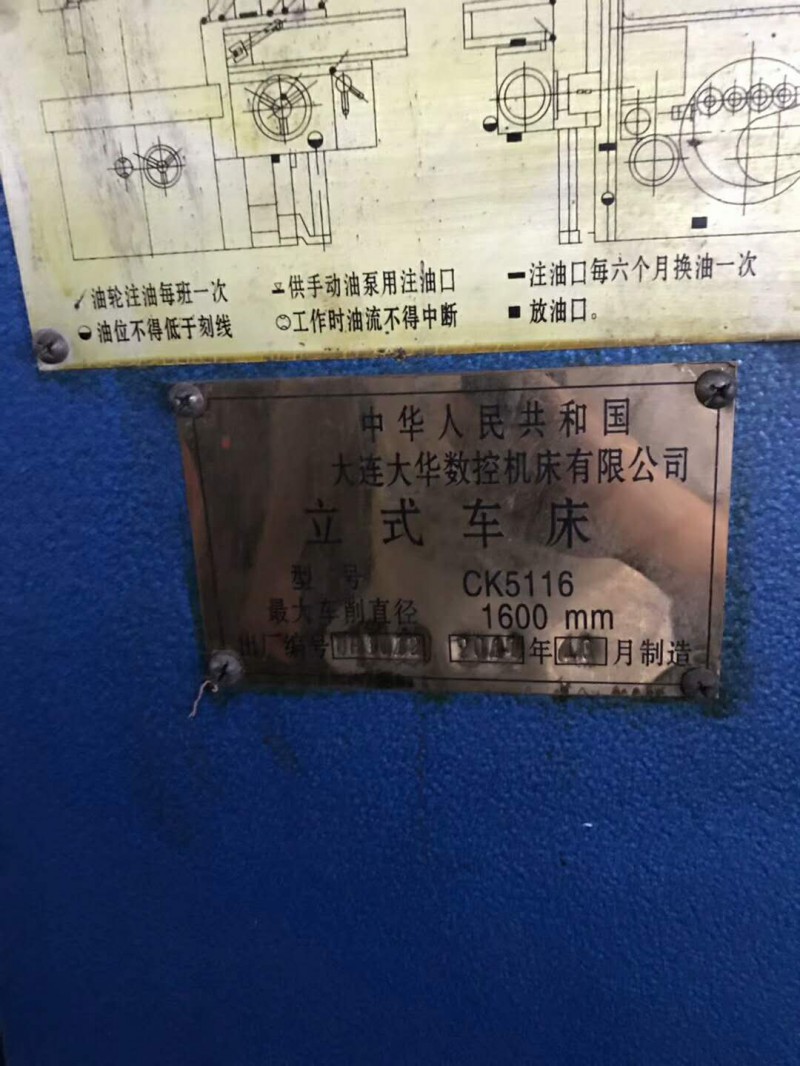 油轮注油每班一次
供手动油泵用注油口
注油口每六个月换油一次
油位不得低于刻线
工作时油流不得中断
放油口。
中华人民共和国
大连大华数控机床有限公司
立式车床
型号 CK5116
最大车削直径 1600 mm
出厂编号 年 月制造